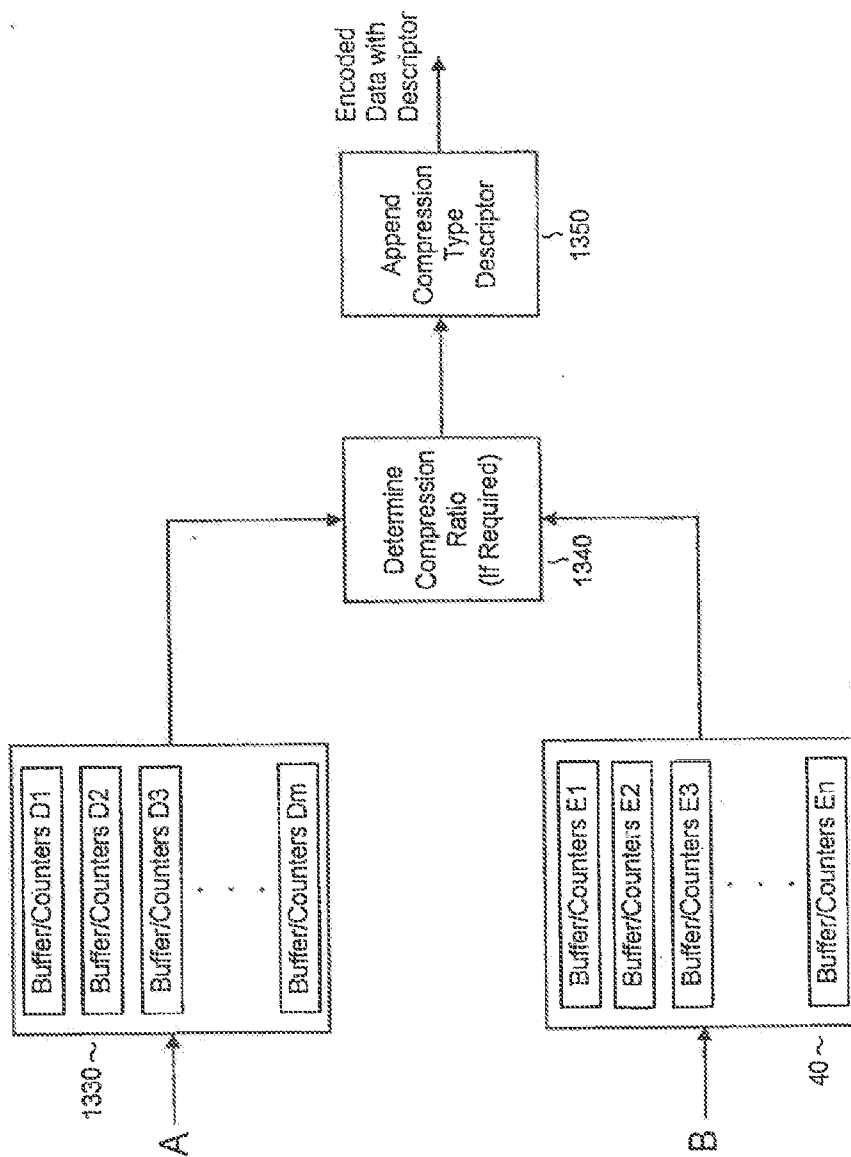 A
1330
Buffer/Counters D1
Buffer/Counters D2
Buffer/Counters D3
. . .
Buffer/Counters Dm
B
40
Buffer/Counters E1
Buffer/Counters E2
Buffer/Counters E3
. . .
Buffer/Counters En
Determine
Compression
Ratio
(If Required)
1340
Append
Compression
Type
Descriptor
1350
Encoded
Data with
Descriptor